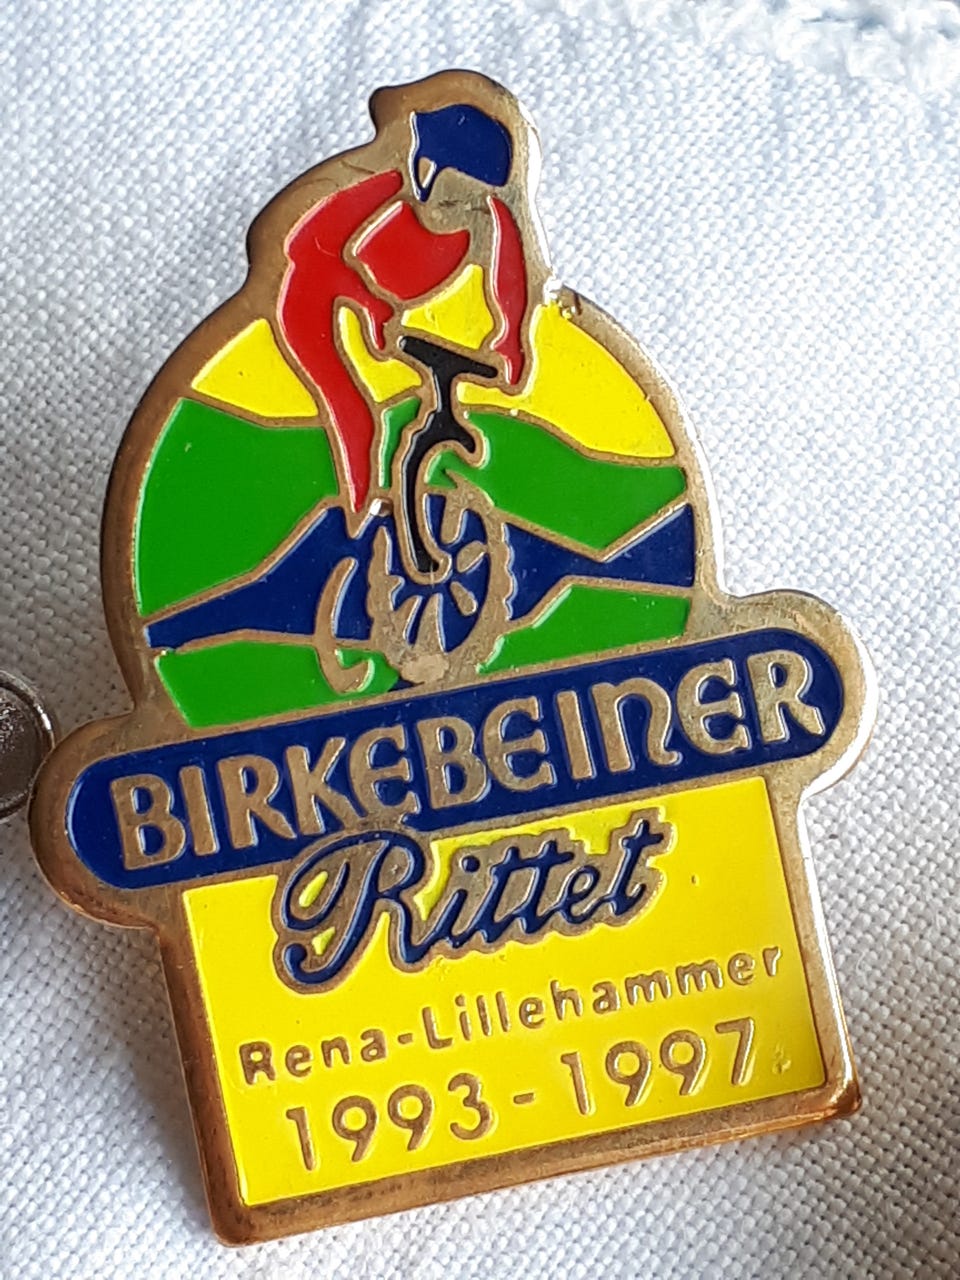 BIRKEBEINER
Rittet
Rena-Lillehammer
1993-1997